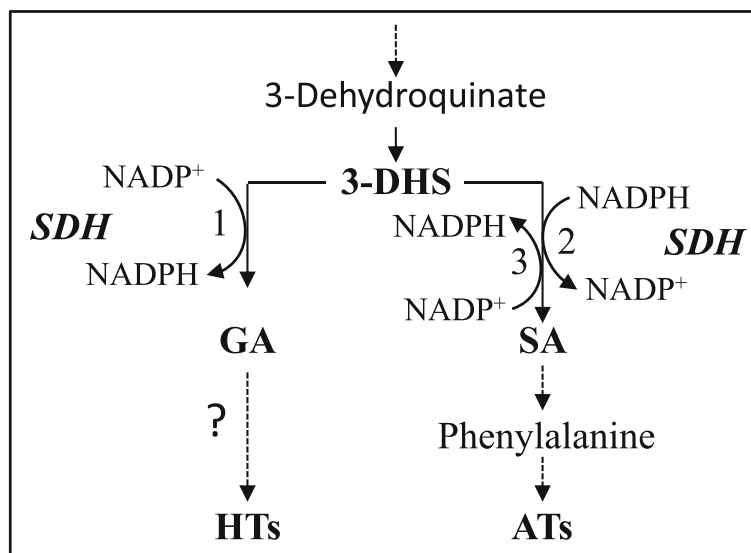 3-Dehydroquinate
3-DHS
NADP+
SDH
1
NADPH
NADPH
NADPH
2
SDH
3
NADP+
NADP+
GA
SA
?
Phenylalanine
HTs
ATs